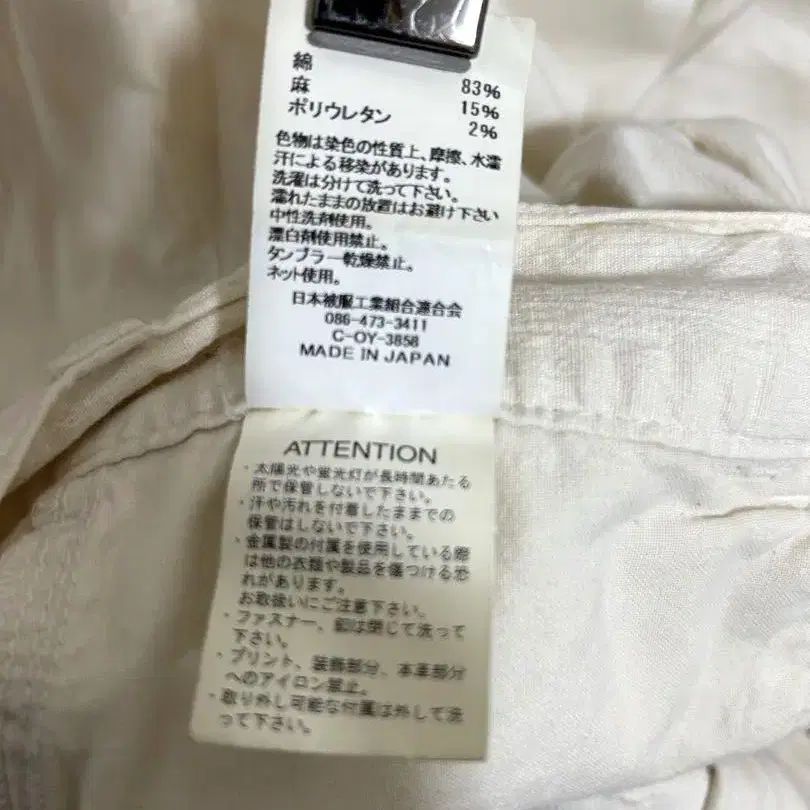 綿 83%
麻 15%
ポリウレタン 2%
色物は染色の性質上、摩擦、水濡
汗による移染があります。
洗濯は分けて洗って下さい。
濡れたままの放置はお避け下さい
中性洗剤使用。
漂白剤使用禁止。
タンブラー乾燥禁止。
ネット使用。
日本被服工業組合連合会
086-473-3411
C-OY-3858
MADE IN JAPAN
ATTENTION
・太陽光や蛍光灯が長時間あたる
所で保管しないで下さい。
・汗や汚れを付着したままでの
保管はしないで下さい。
・金属製の付属を使用している際
は他の衣類や製品を傷つける恐
れがあります。
お取扱いにご注意下さい。
・ファスナー、釦は閉じて洗って
下さい。
・プリント、装飾部分、本革部分
へのアイロン禁止。
・取り外し可能な付属は外して洗
って下さい。